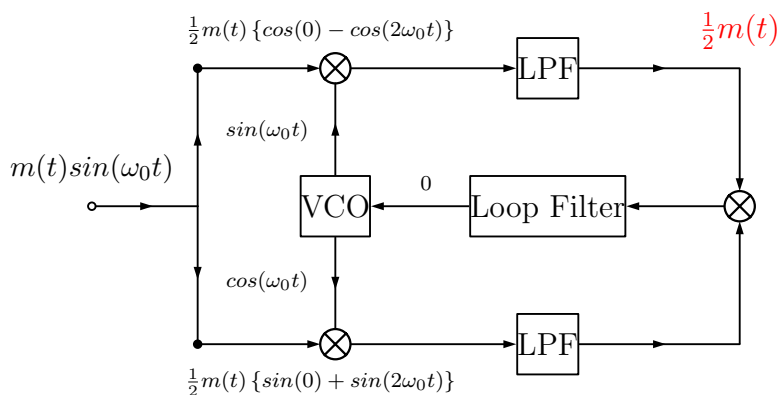 ½m(t) {cos(0) − cos(2ω₀t)}
½m(t)
LPF
sin(ω₀t)
m(t)sin(ω₀t)
0
VCO
Loop Filter
cos(ω₀t)
LPF
½m(t) {sin(0) + sin(2ω₀t)}